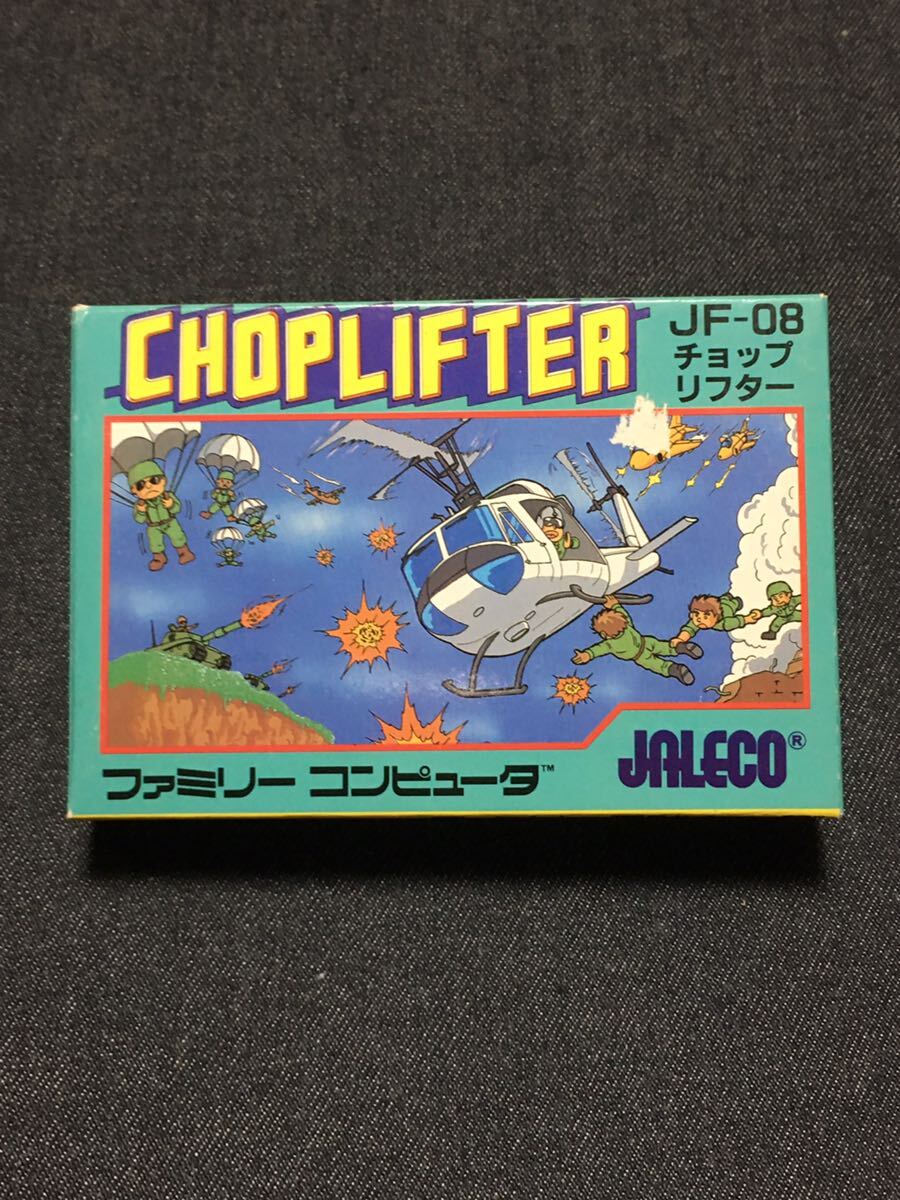 CHOPLIFTER
JF-08
チョップ
リフター
ファミリー コンピュータ™
JALECO®